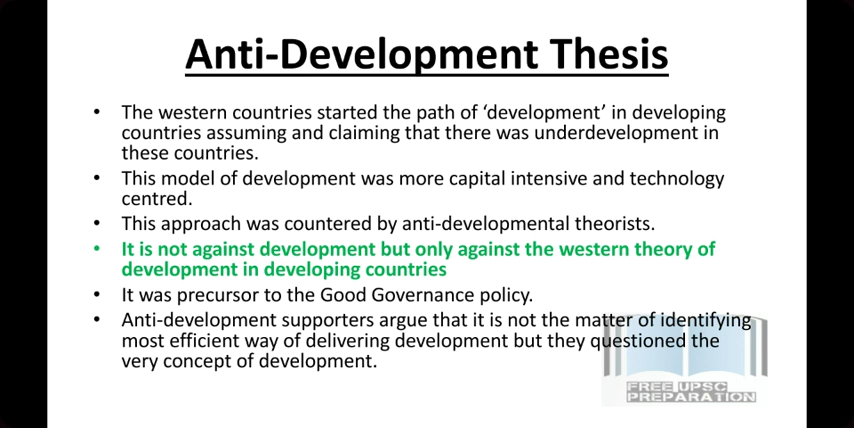 Anti-Development Thesis
• The western countries started the path of ‘development’ in developing
countries assuming and claiming that there was underdevelopment in
these countries.
• This model of development was more capital intensive and technology
centred.
• This approach was countered by anti-developmental theorists.
• It is not against development but only against the western theory of
development in developing countries
• It was precursor to the Good Governance policy.
• Anti-development supporters argue that it is not the matter of identifying
most efficient way of delivering development but they questioned the
very concept of development.
FREE UPSC
PREPARATION